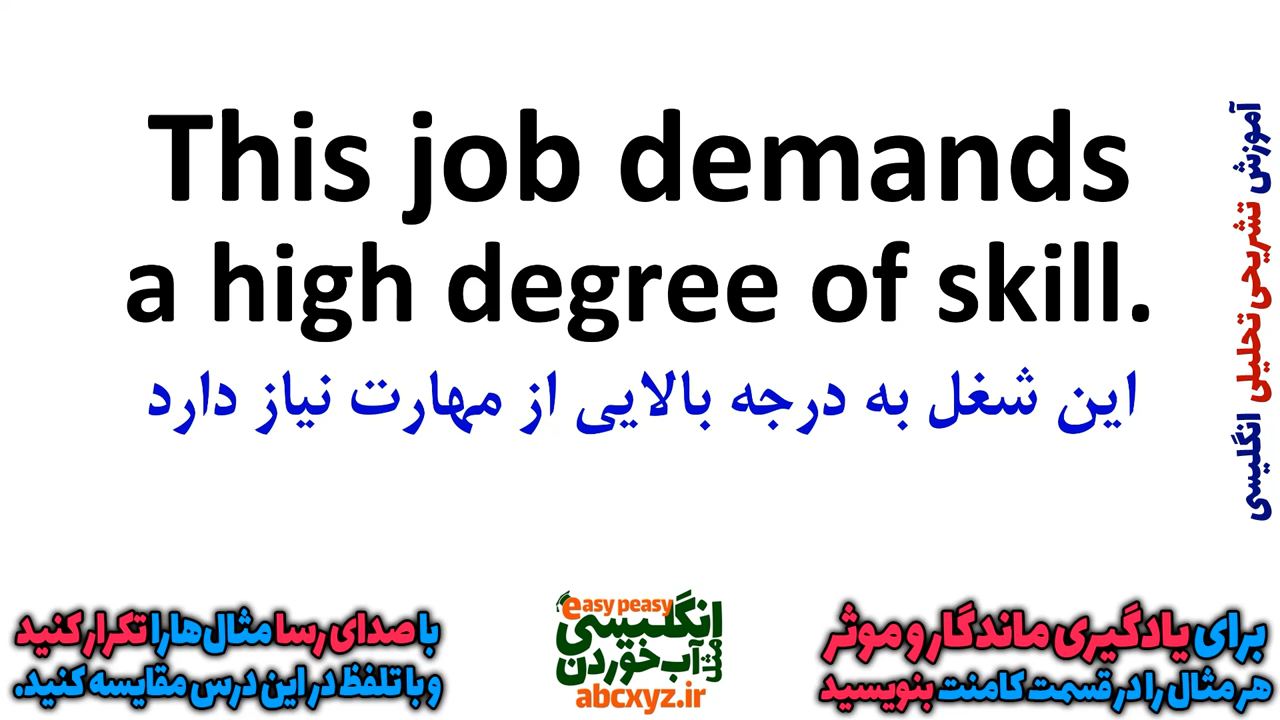 This job demands
a high degree of skill.
این شغل به درجه بالایی از مهارت نیاز دارد
آموزش تشریحی تحلیلی انگلیسی
برای یادگیری ماندگار و موثر
هر مثال را در قسمت کامنت بنویسید
easy peasy
انگلیسی
مثل آب خوردن
abcxyz.ir
با صدای رسا مثال‌ها را تکرار کنید
و با تلفظ در این درس مقایسه کنید.